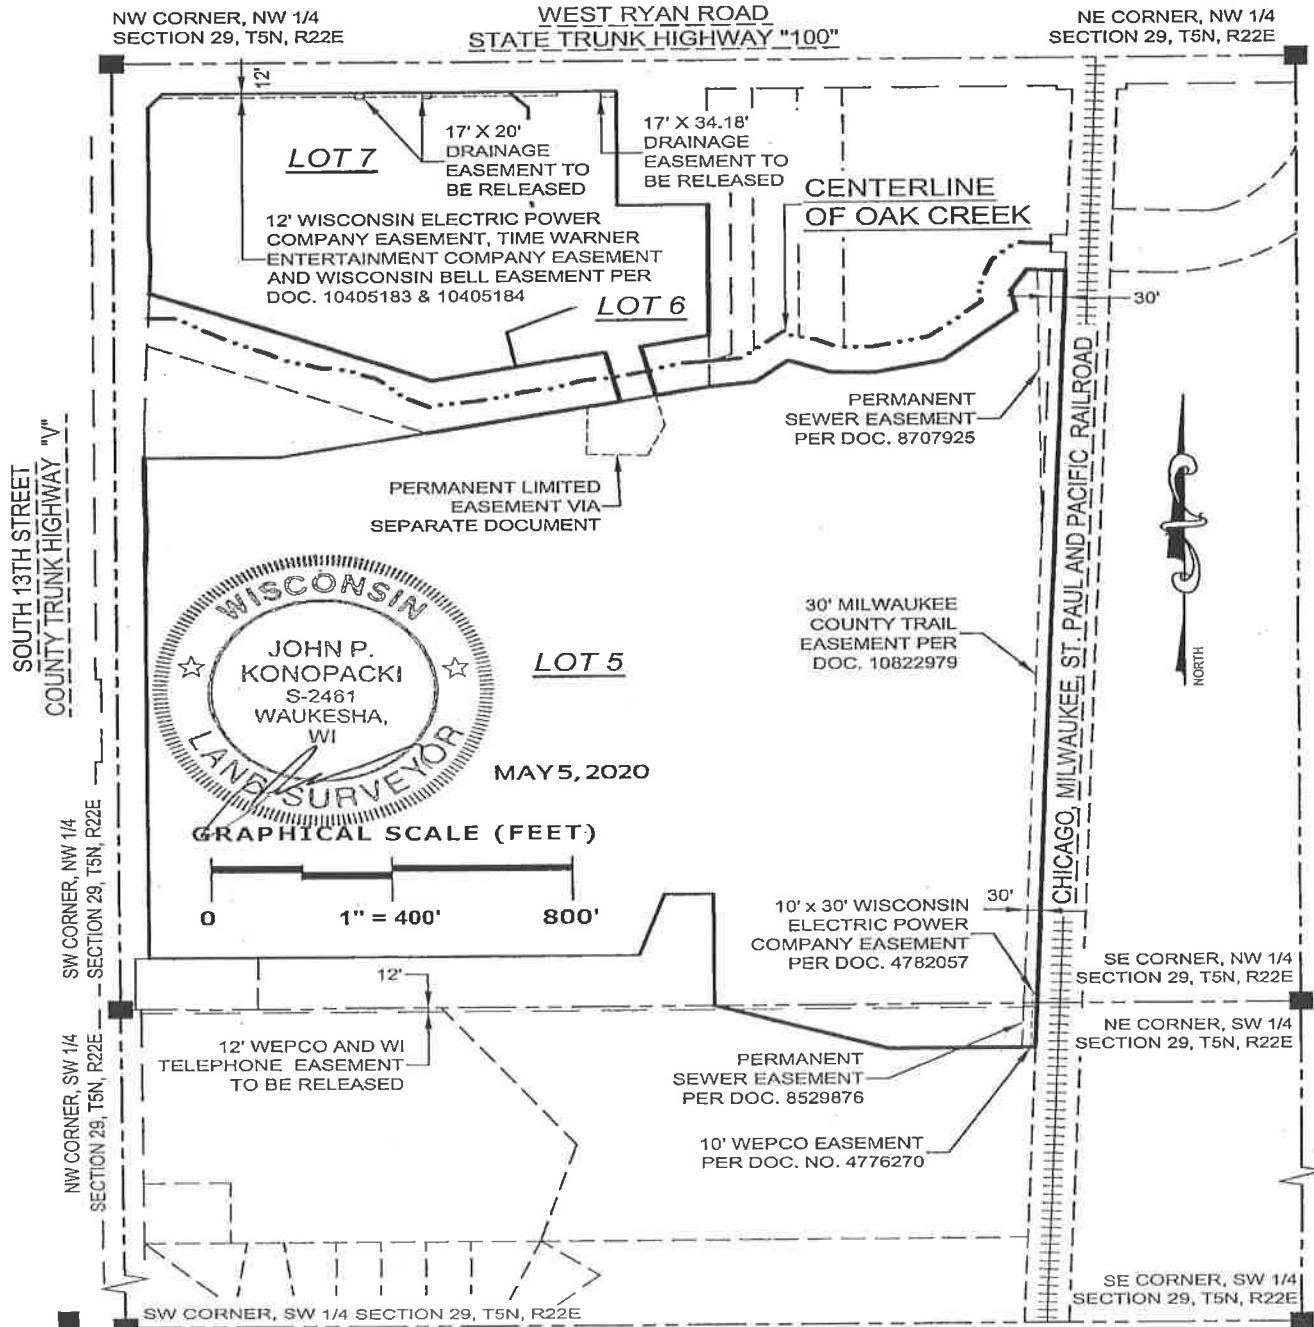 NW CORNER, NW 1/4
SECTION 29, T5N, R22E
WEST RYAN ROAD
STATE TRUNK HIGHWAY "100"
NE CORNER, NW 1/4
SECTION 29, T5N, R22E
12'
LOT 7
17' X 20'
DRAINAGE
EASEMENT TO
BE RELEASED
17' X 34.18'
DRAINAGE
EASEMENT TO
BE RELEASED
CENTERLINE
OF OAK CREEK
12' WISCONSIN ELECTRIC POWER
COMPANY EASEMENT, TIME WARNER
ENTERTAINMENT COMPANY EASEMENT
AND WISCONSIN BELL EASEMENT PER
DOC. 10405183 & 10405184
LOT 6
30'
PERMANENT
SEWER EASEMENT
PER DOC. 8707925
CHICAGO, MILWAUKEE, ST. PAUL AND PACIFIC RAILROAD
SOUTH 13TH STREET
COUNTY TRUNK HIGHWAY "V"
PERMANENT LIMITED
EASEMENT VIA
SEPARATE DOCUMENT
NORTH
WISCONSIN
JOHN P.
KONOPACKI
S-2461
WAUKESHA,
WI
LAND SURVEYOR
LOT 5
30' MILWAUKEE
COUNTY TRAIL
EASEMENT PER
DOC. 10822979
MAY 5, 2020
GRAPHICAL SCALE (FEET)
0
1" = 400'
800'
SW CORNER, NW 1/4
SECTION 29, T5N, R22E
10' x 30' WISCONSIN
ELECTRIC POWER
COMPANY EASEMENT
PER DOC. 4782057
30'
SE CORNER, NW 1/4
SECTION 29, T5N, R22E
12'
NW CORNER, SW 1/4
SECTION 29, T5N, R22E
12' WEPCO AND WI
TELEPHONE EASEMENT
TO BE RELEASED
NE CORNER, SW 1/4
SECTION 29, T5N, R22E
PERMANENT
SEWER EASEMENT
PER DOC. 8529876
10' WEPCO EASEMENT
PER DOC. NO. 4776270
SE CORNER, SW 1/4
SECTION 29, T5N, R22E
SW CORNER, SW 1/4 SECTION 29, T5N, R22E